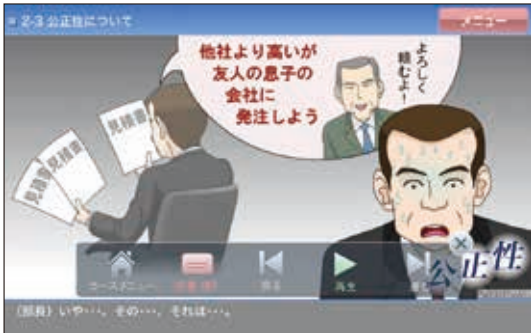 2-3 公正性について
メニュー
他社より高いが
友人の息子の
会社に
発注しよう
よろしく
頼むよ!
見積書
見積書
見積書
コースメニュー
戻る
再生
公正性
(部長) いや・・・。その・・・。それは・・・。